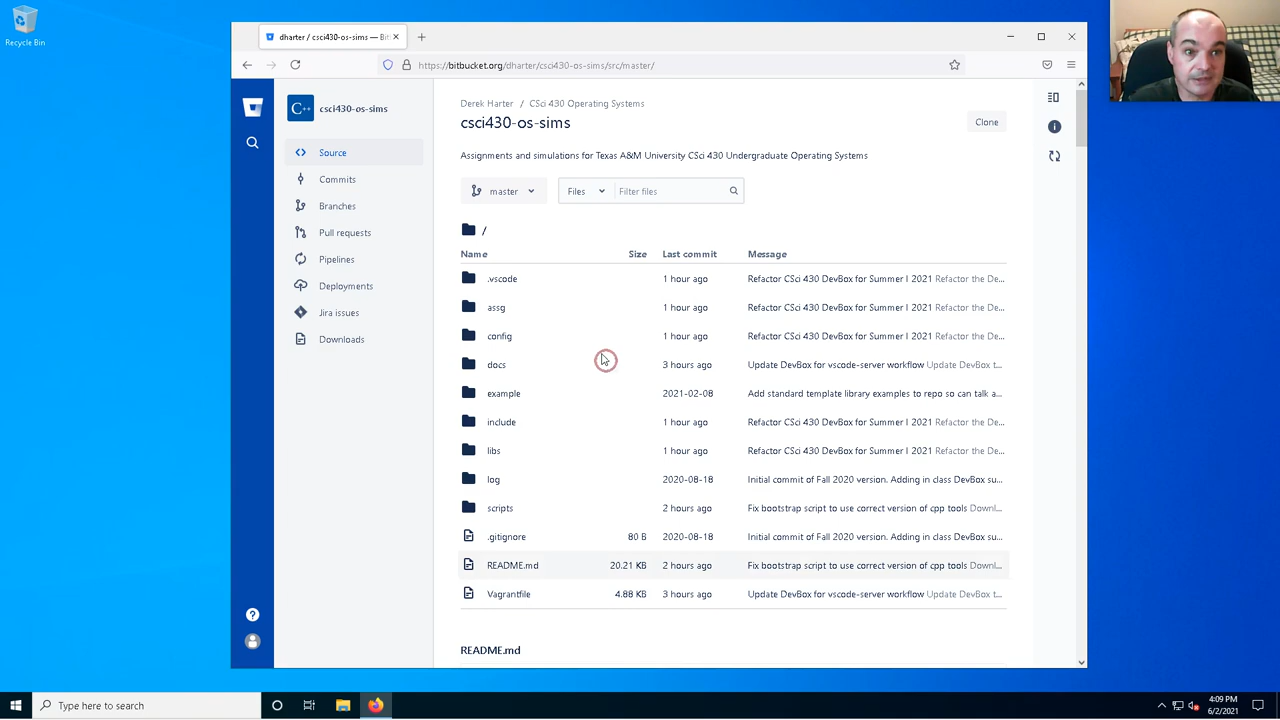 Recycle Bin
dharter / csci430-os-sims — Bit
https://bitbucket.org/dharter/csci430-os-sims/src/master/
C++
csci430-os-sims
Source
Commits
Branches
Pull requests
Pipelines
Deployments
Jira issues
Downloads
Derek Harter / CSci 430 Operating Systems
csci430-os-sims
Clone
Assignments and simulations for Texas A&M University CSci 430 Undergraduate Operating Systems
master
Files
Filter files
/
Name Size Last commit Message
.vscode 1 hour ago Refactor CSci 430 DevBox for Summer I 2021 Refactor the De...
assg 1 hour ago Refactor CSci 430 DevBox for Summer I 2021 Refactor the De...
config 1 hour ago Refactor CSci 430 DevBox for Summer I 2021 Refactor the De...
docs 3 hours ago Update DevBox for vscode-server workflow Update DevBox t...
example 2021-02-08 Add standard template library examples to repo so can talk a...
include 1 hour ago Refactor CSci 430 DevBox for Summer I 2021 Refactor the De...
libs 1 hour ago Refactor CSci 430 DevBox for Summer I 2021 Refactor the De...
log 2020-08-18 Initial commit of Fall 2020 version. Adding in class DevBox su...
scripts 2 hours ago Fix bootstrap script to use correct version of cpp tools Downl...
.gitignore 80 B 2020-08-18 Initial commit of Fall 2020 version. Adding in class DevBox su...
README.md 20.21 KB 2 hours ago Fix bootstrap script to use correct version of cpp tools Downl...
Vagrantfile 4.88 KB 3 hours ago Update DevBox for vscode-server workflow Update DevBox t...
README.md
Type here to search
4:09 PM
6/2/2021